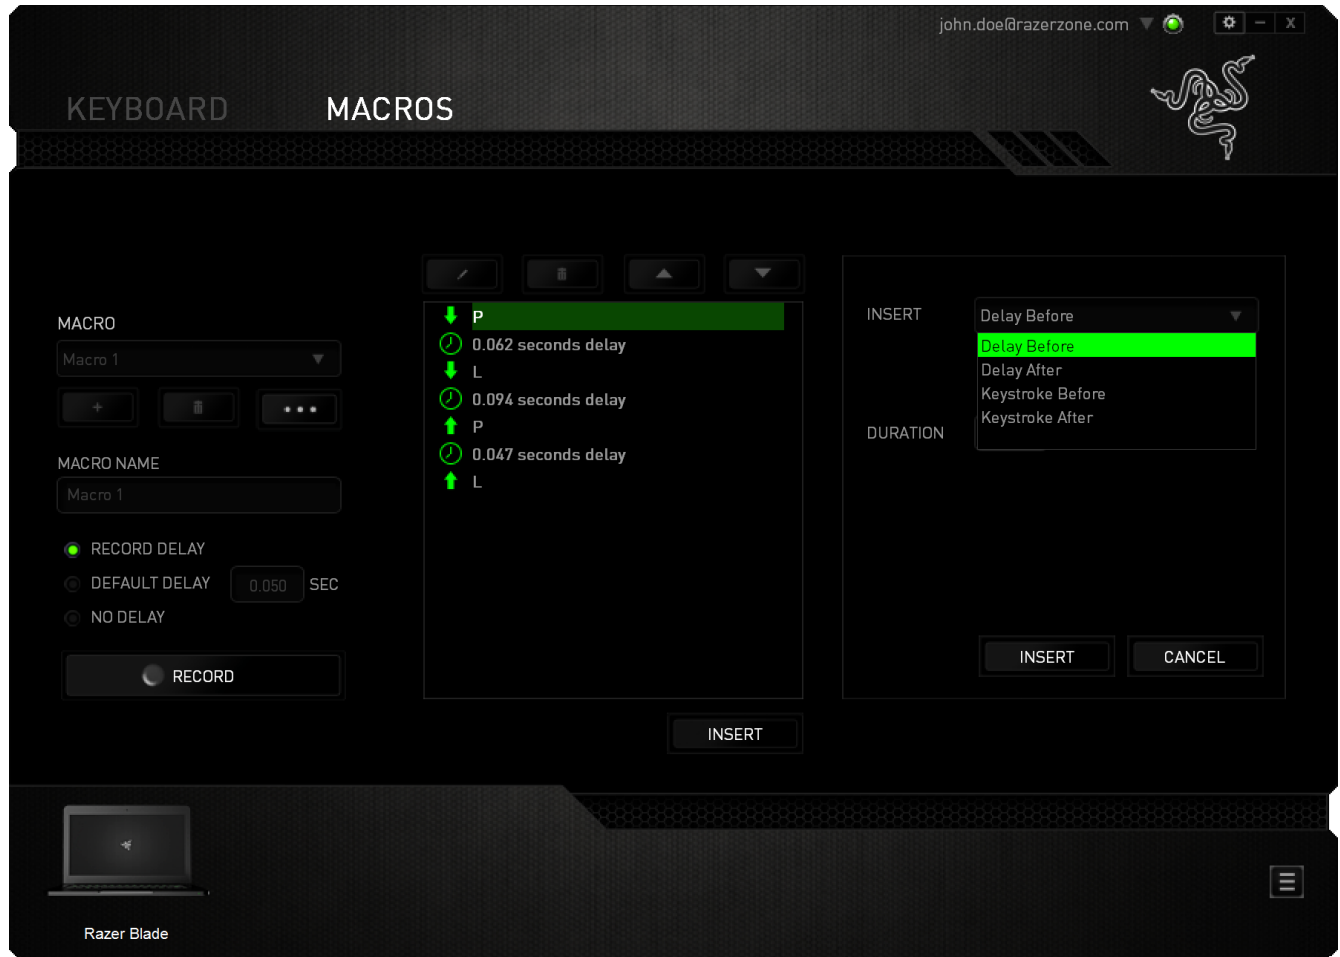 john.doe@razerzone.com
X
KEYBOARD
MACROS
MACRO
Macro 1
MACRO NAME
Macro 1
RECORD DELAY
DEFAULT DELAY 0.050 SEC
NO DELAY
RECORD
P
0.062 seconds delay
L
0.094 seconds delay
P
0.047 seconds delay
L
INSERT
INSERT
Delay Before
Delay Before
Delay After
Keystroke Before
Keystroke After
DURATION
INSERT
CANCEL
Razer Blade